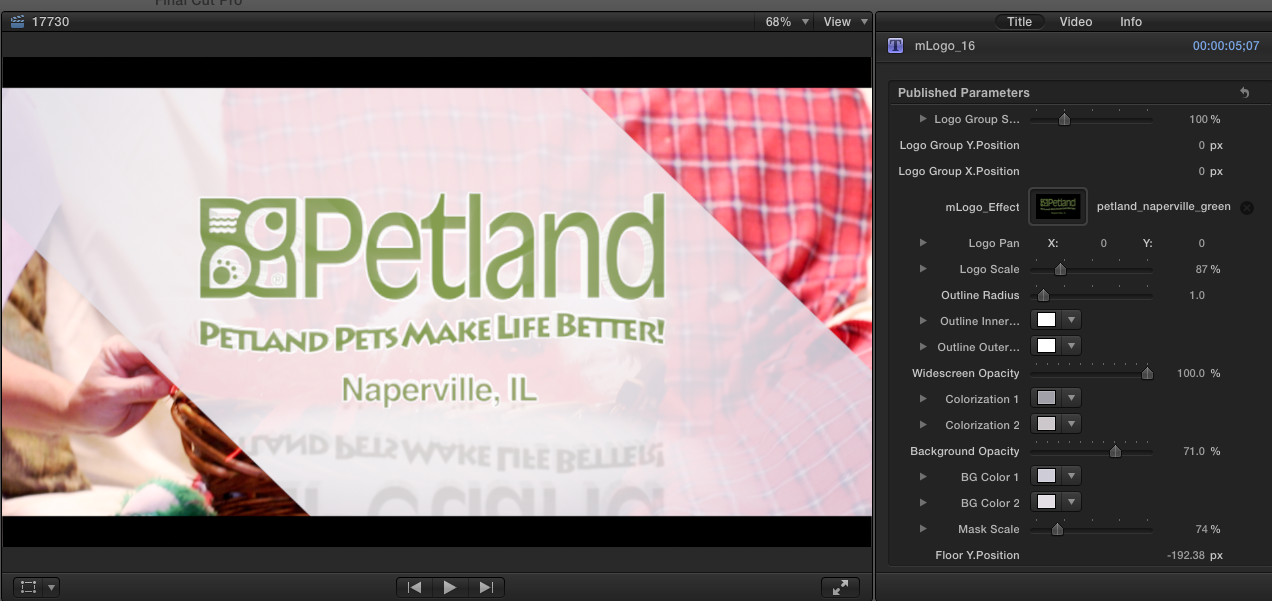 Final Cut Pro
17730
68%
View
Petland
PETLAND PETS MAKE LIFE BETTER!
Naperville, IL
Title
Video
Info
mLogo_16
00:00:05;07
Published Parameters
Logo Group S...
100 %
Logo Group Y.Position
0 px
Logo Group X.Position
0 px
mLogo_Effect
petland_naperville_green
Logo Pan
X:
0
Y:
0
Logo Scale
87 %
Outline Radius
1.0
Outline Inner...
Outline Outer...
Widescreen Opacity
100.0 %
Colorization 1
Colorization 2
Background Opacity
71.0 %
BG Color 1
BG Color 2
Mask Scale
74 %
Floor Y.Position
-192.38 px